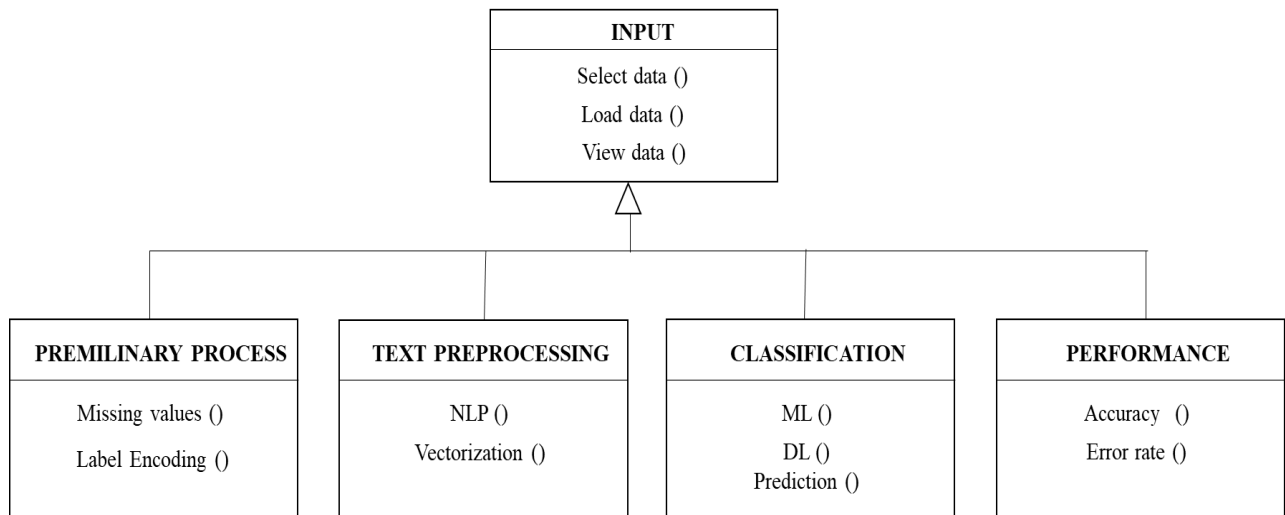 INPUT
Select data ()
Load data ()
View data ()
PREMILINARY PROCESS
Missing values ()
Label Encoding ()
TEXT PREPROCESSING
NLP ()
Vectorization ()
CLASSIFICATION
ML ()
DL ()
Prediction ()
PERFORMANCE
Accuracy ()
Error rate ()